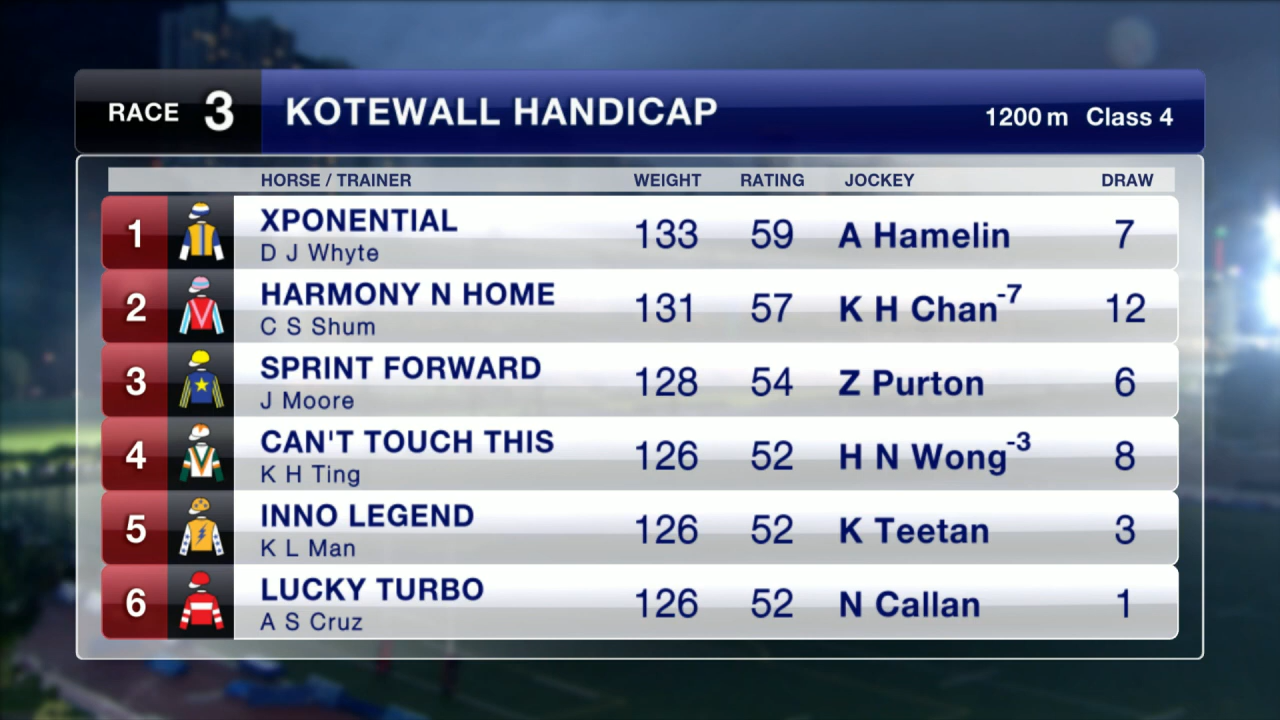 RACE 3 KOTEWALL HANDICAP 1200 m Class 4
HORSE / TRAINER WEIGHT RATING JOCKEY DRAW
1 XPONENTIAL 133 59 A Hamelin 7
D J Whyte
2 HARMONY N HOME 131 57 K H Chan-7 12
C S Shum
3 SPRINT FORWARD 128 54 Z Purton 6
J Moore
4 CAN'T TOUCH THIS 126 52 H N Wong-3 8
K H Ting
5 INNO LEGEND 126 52 K Teetan 3
K L Man
6 LUCKY TURBO 126 52 N Callan 1
A S Cruz